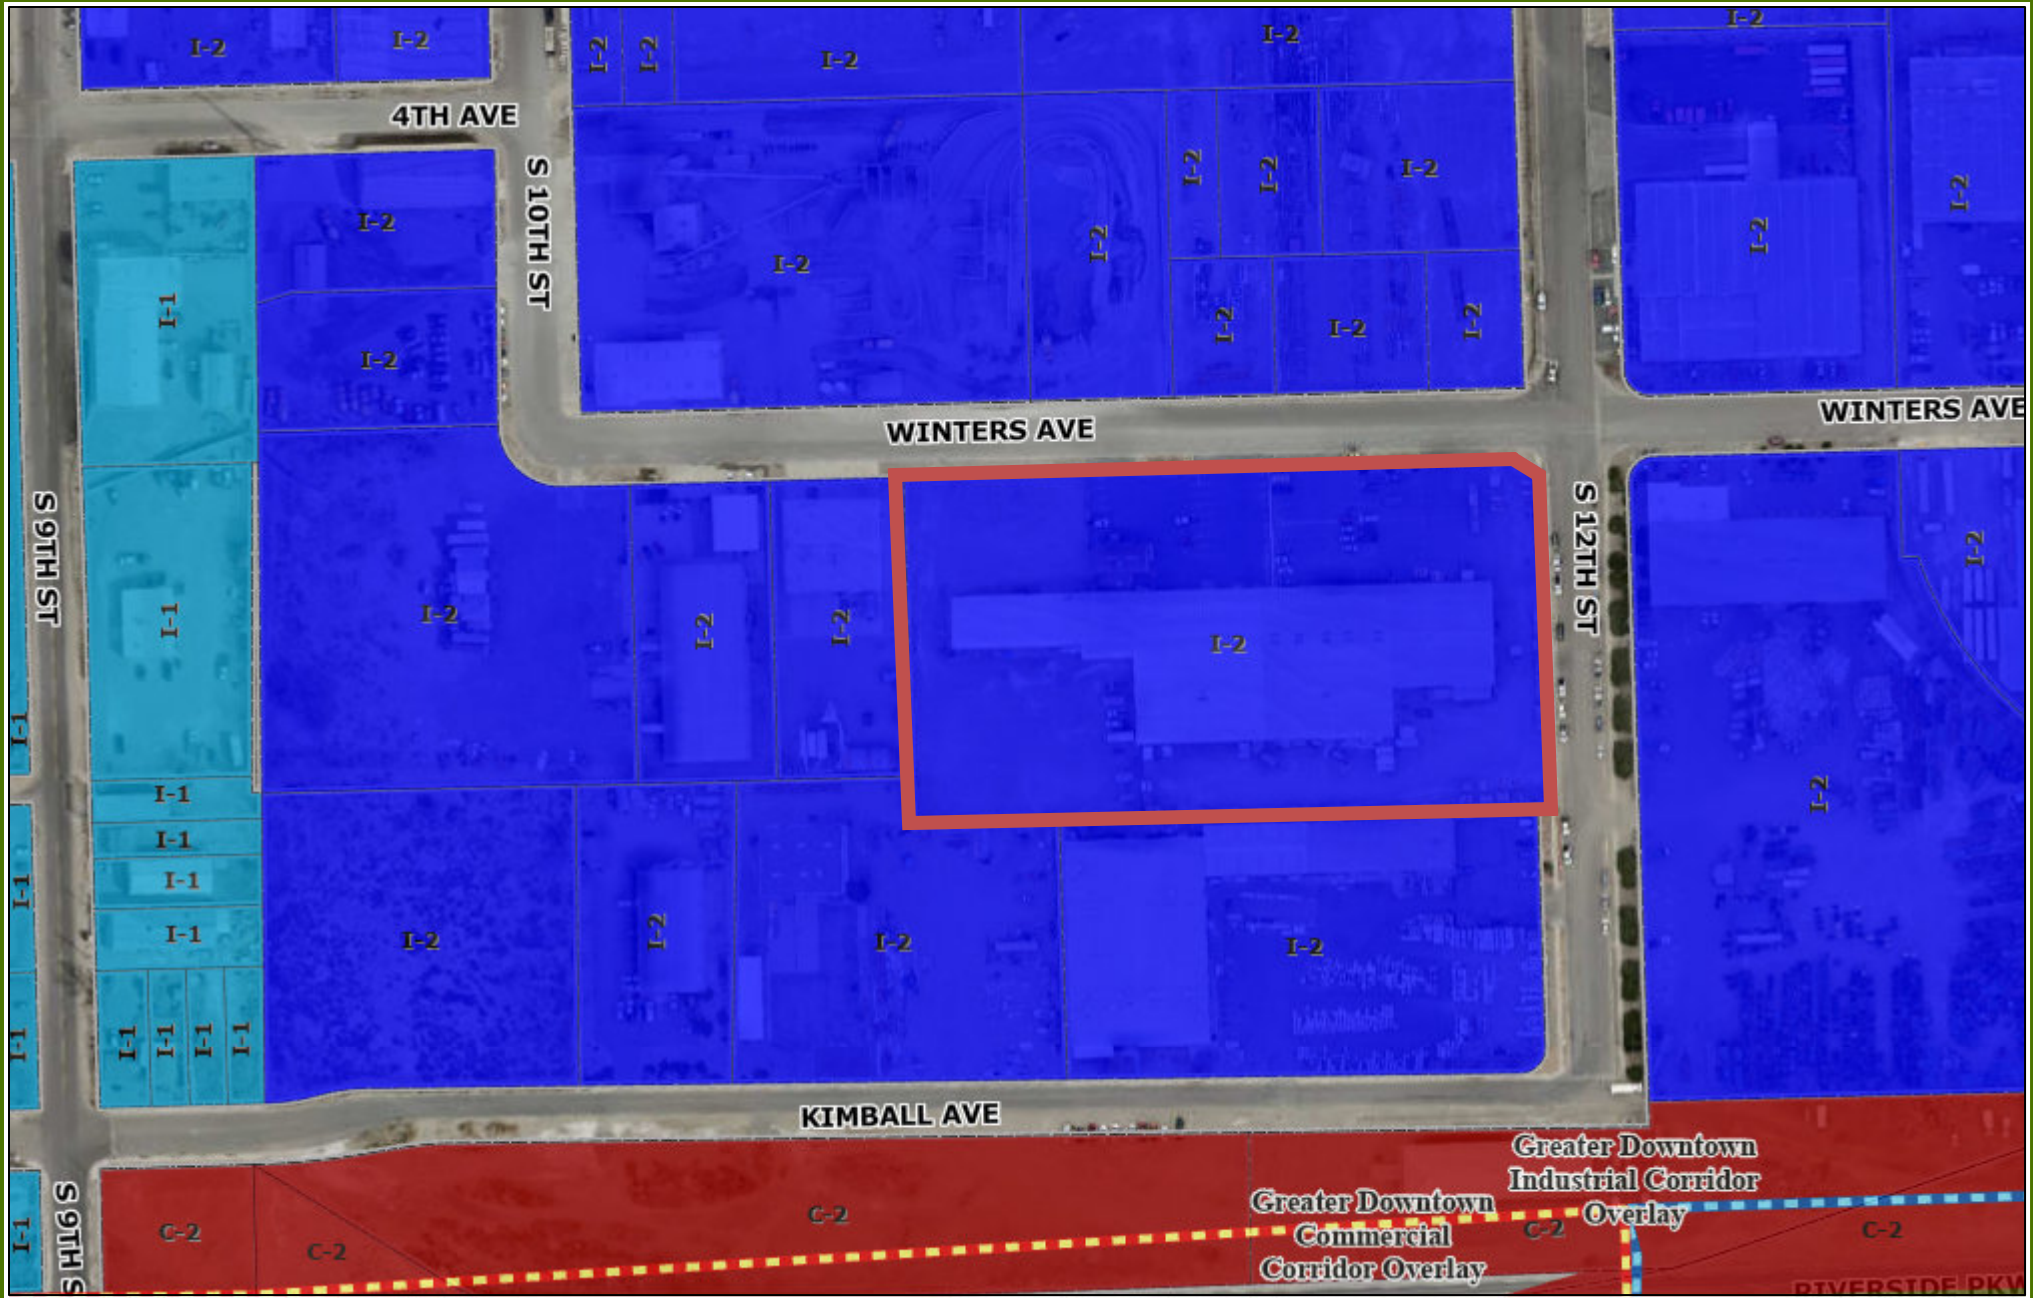 I-2
I-2
I-2
I-2
I-2
I-2
I-2
4TH AVE
S 10TH ST
I-2
I-2
I-2
I-2
I-2
I-2
I-2
I-2
I-2
I-1
I-2
I-2
I-2
I-2
I-2
WINTERS AVE
WINTERS AVE
S 9TH ST
S 12TH ST
I-2
I-1
I-2
I-2
I-2
I-2
I-1
I-1
I-2
I-1
I-1
I-1
I-1
I-2
I-2
I-2
I-2
I-1
I-1
I-1
I-1
I-1
KIMBALL AVE
Greater Downtown
Industrial Corridor
Overlay
Greater Downtown
Commercial
Corridor Overlay
S 9TH S
I-1
C-2
C-2
C-2
C-2
C-2
RIVERSIDE PKW